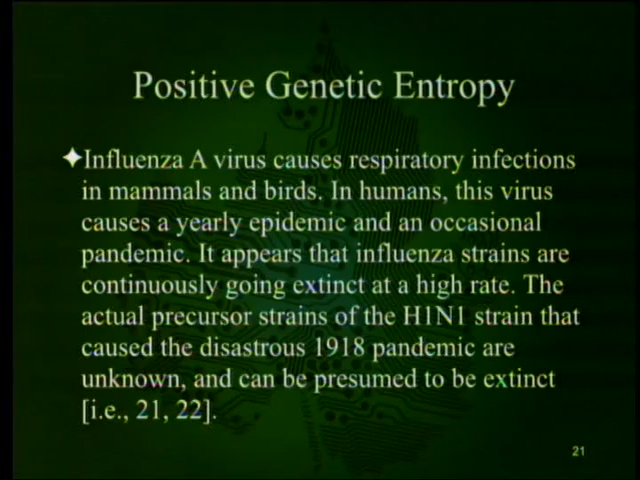 Positive Genetic Entropy
✦Influenza A virus causes respiratory infections
in mammals and birds. In humans, this virus
causes a yearly epidemic and an occasional
pandemic. It appears that influenza strains are
continuously going extinct at a high rate. The
actual precursor strains of the H1N1 strain that
caused the disastrous 1918 pandemic are
unknown, and can be presumed to be extinct
[i.e., 21, 22].
21